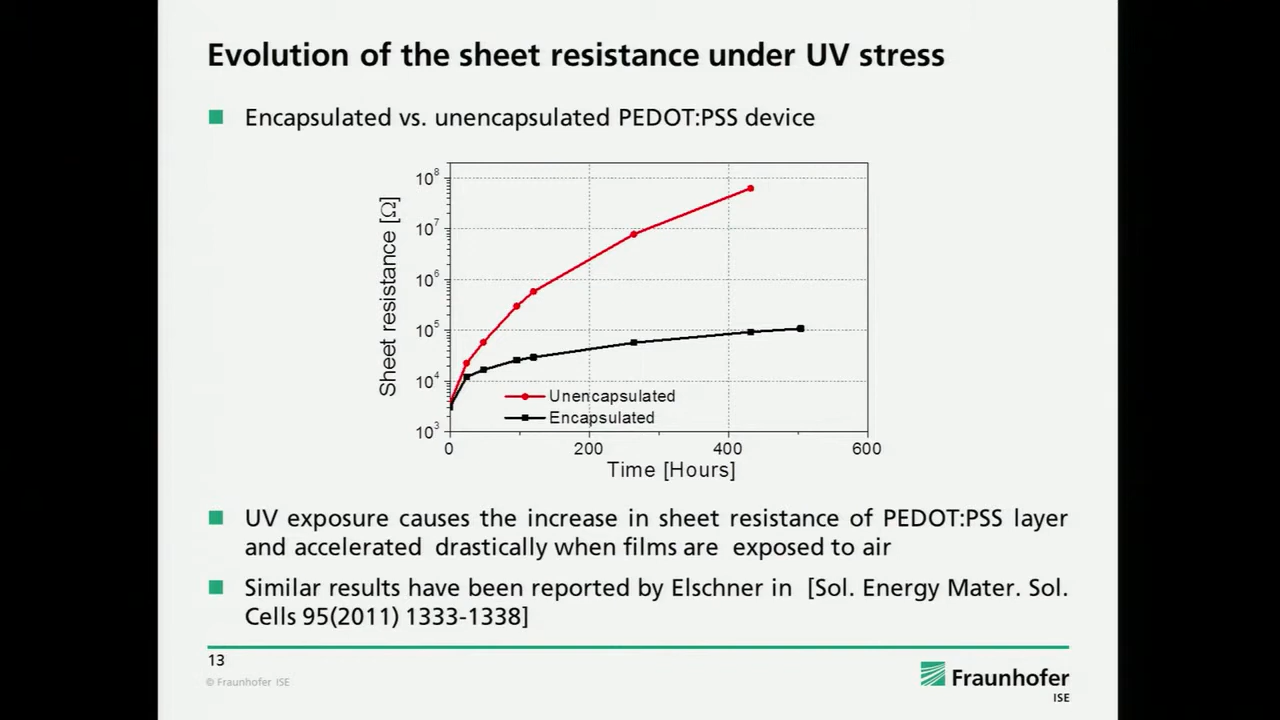 Evolution of the sheet resistance under UV stress
Encapsulated vs. unencapsulated PEDOT:PSS device
10⁸
10⁷
10⁶
10⁵
10⁴
10³
Sheet resistance [Ω]
Unencapsulated
Encapsulated
0 200 400 600
Time [Hours]
UV exposure causes the increase in sheet resistance of PEDOT:PSS layer
and accelerated drastically when films are exposed to air
Similar results have been reported by Elschner in [Sol. Energy Mater. Sol.
Cells 95(2011) 1333-1338]
13
© Fraunhofer ISE
Fraunhofer
ISE